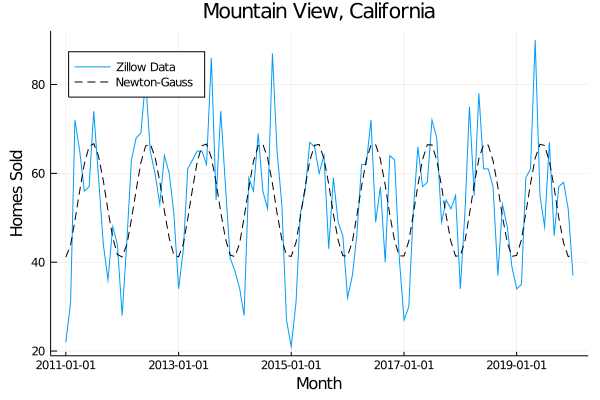 Mountain View, California
Zillow Data
Newton-Gauss
80
60
40
20
Homes Sold
2011-01-01 2013-01-01 2015-01-01 2017-01-01 2019-01-01
Month